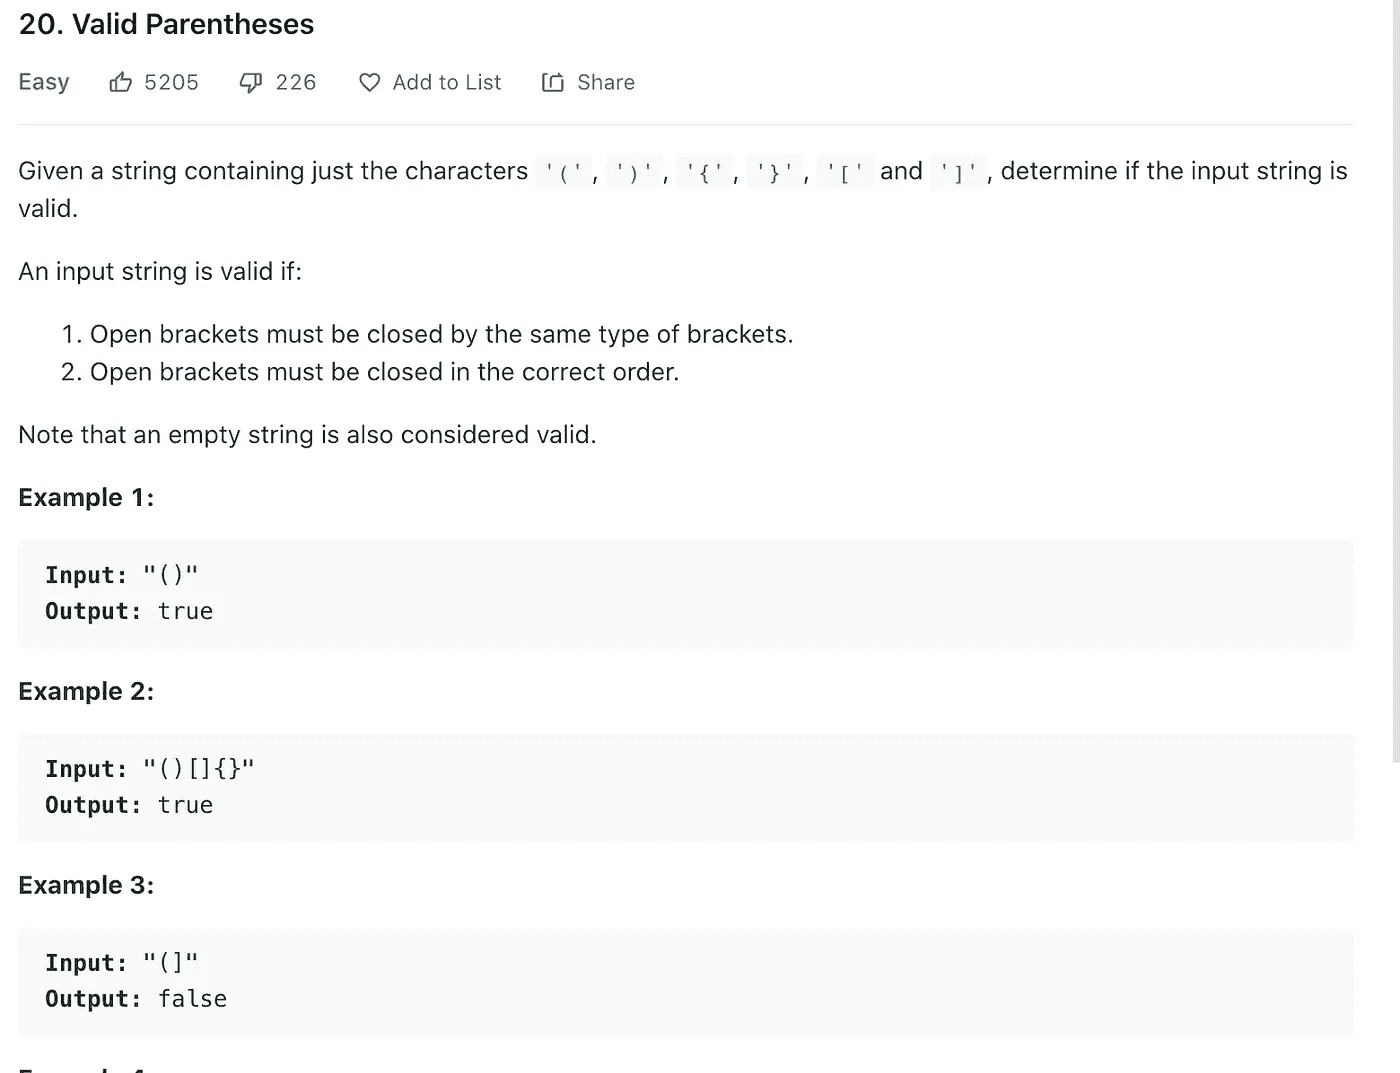 20. Valid Parentheses
Easy 5205 226 Add to List Share
Given a string containing just the characters '(', ')', '{', '}', '[' and ']', determine if the input string is
valid.
An input string is valid if:
1. Open brackets must be closed by the same type of brackets.
2. Open brackets must be closed in the correct order.
Note that an empty string is also considered valid.
Example 1:
Input: "()"
Output: true
Example 2:
Input: "()[]{}"
Output: true
Example 3:
Input: "(]"
Output: false